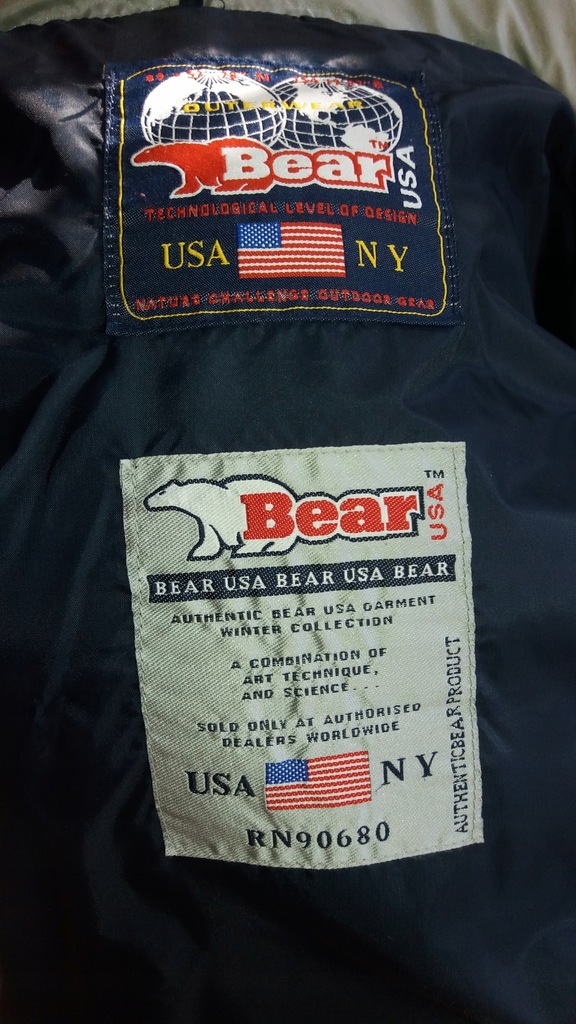 OUTERWEAR
Bear USA TM
TECHNOLOGICAL LEVEL OF DESIGN
USA NY
NATURE CHALLENGE OUTDOOR GEAR
Bear USA TM
BEAR USA BEAR USA BEAR
AUTHENTIC BEAR USA GARMENT
WINTER COLLECTION
A COMBINATION OF
ART TECHNIQUE,
AND SCIENCE...
SOLD ONLY AT AUTHORISED
DEALERS WORLDWIDE
USA NY
RN90680
AUTHENTICBEARPRODUCT